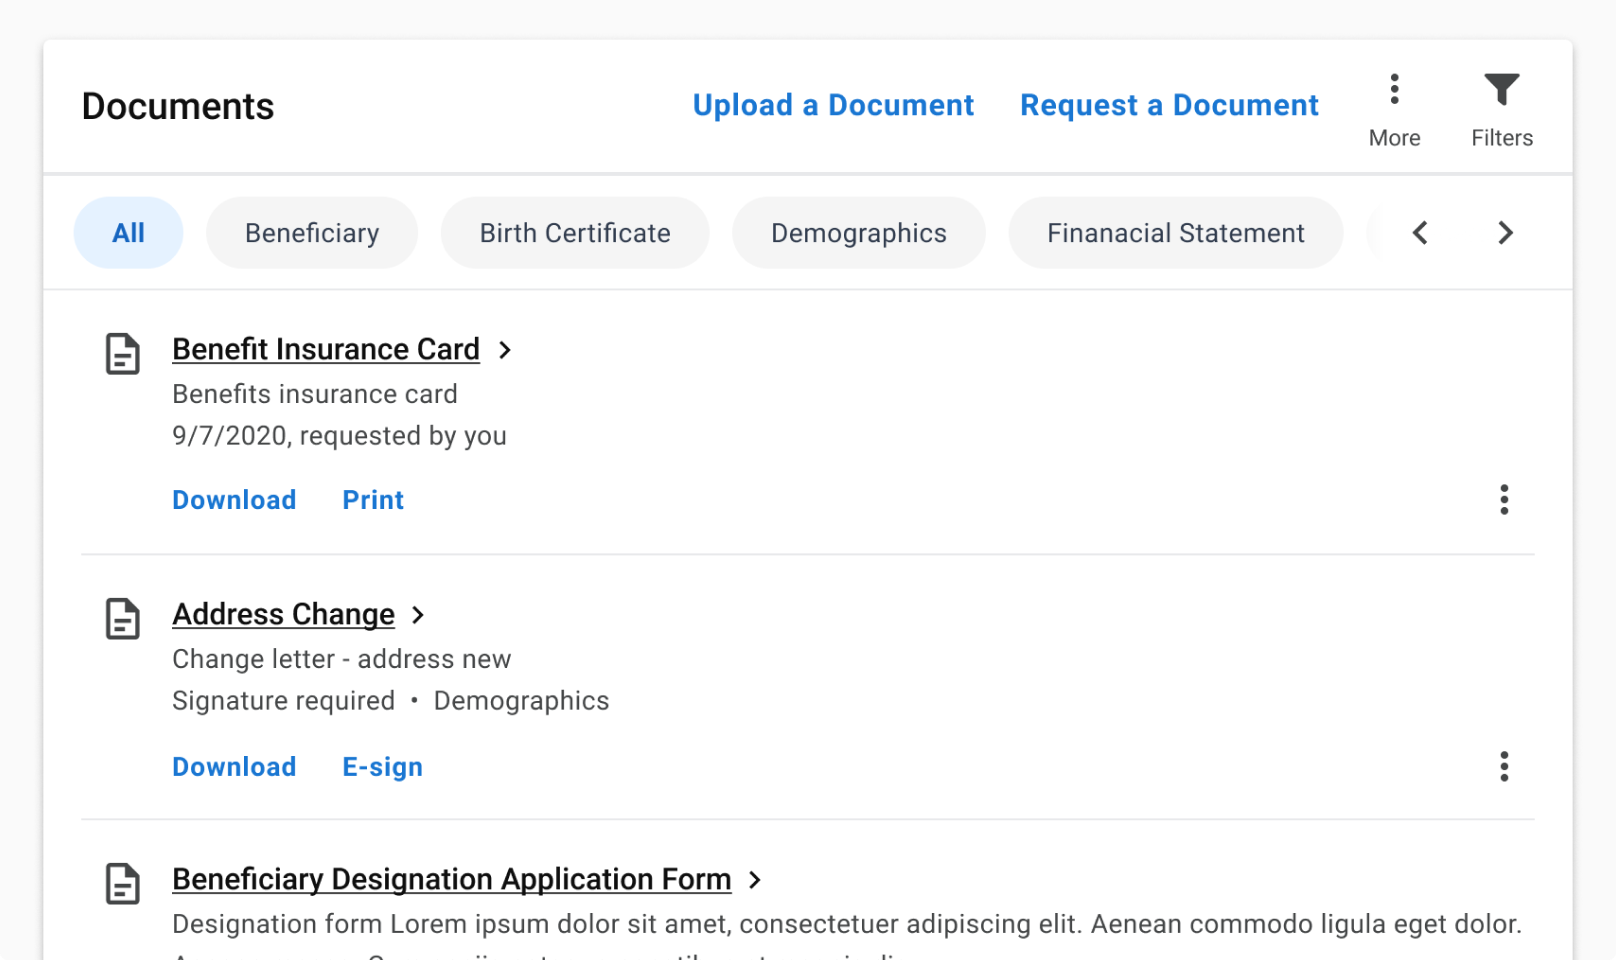 Documents
Upload a Document
Request a Document
More
Filters
All
Beneficiary
Birth Certificate
Demographics
Finanacial Statement
Benefit Insurance Card
Benefits insurance card
9/7/2020, requested by you
Download
Print
Address Change
Change letter - address new
Signature required • Demographics
Download
E-sign
Beneficiary Designation Application Form
Designation form Lorem ipsum dolor sit amet, consectetuer adipiscing elit. Aenean commodo ligula eget dolor.